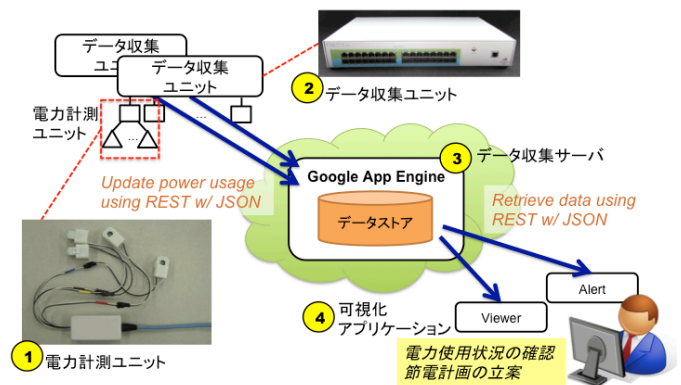 データ収集
ユニット
データ収集
ユニット
2 データ収集ユニット
電力計測
ユニット
...
...
3 データ収集サーバ
Google App Engine
データストア
Update power usage
using REST w/ JSON
Retrieve data using
REST w/ JSON
4 可視化
アプリケーション
Viewer
Alert
1 電力計測ユニット
電力使用状況の確認
節電計画の立案